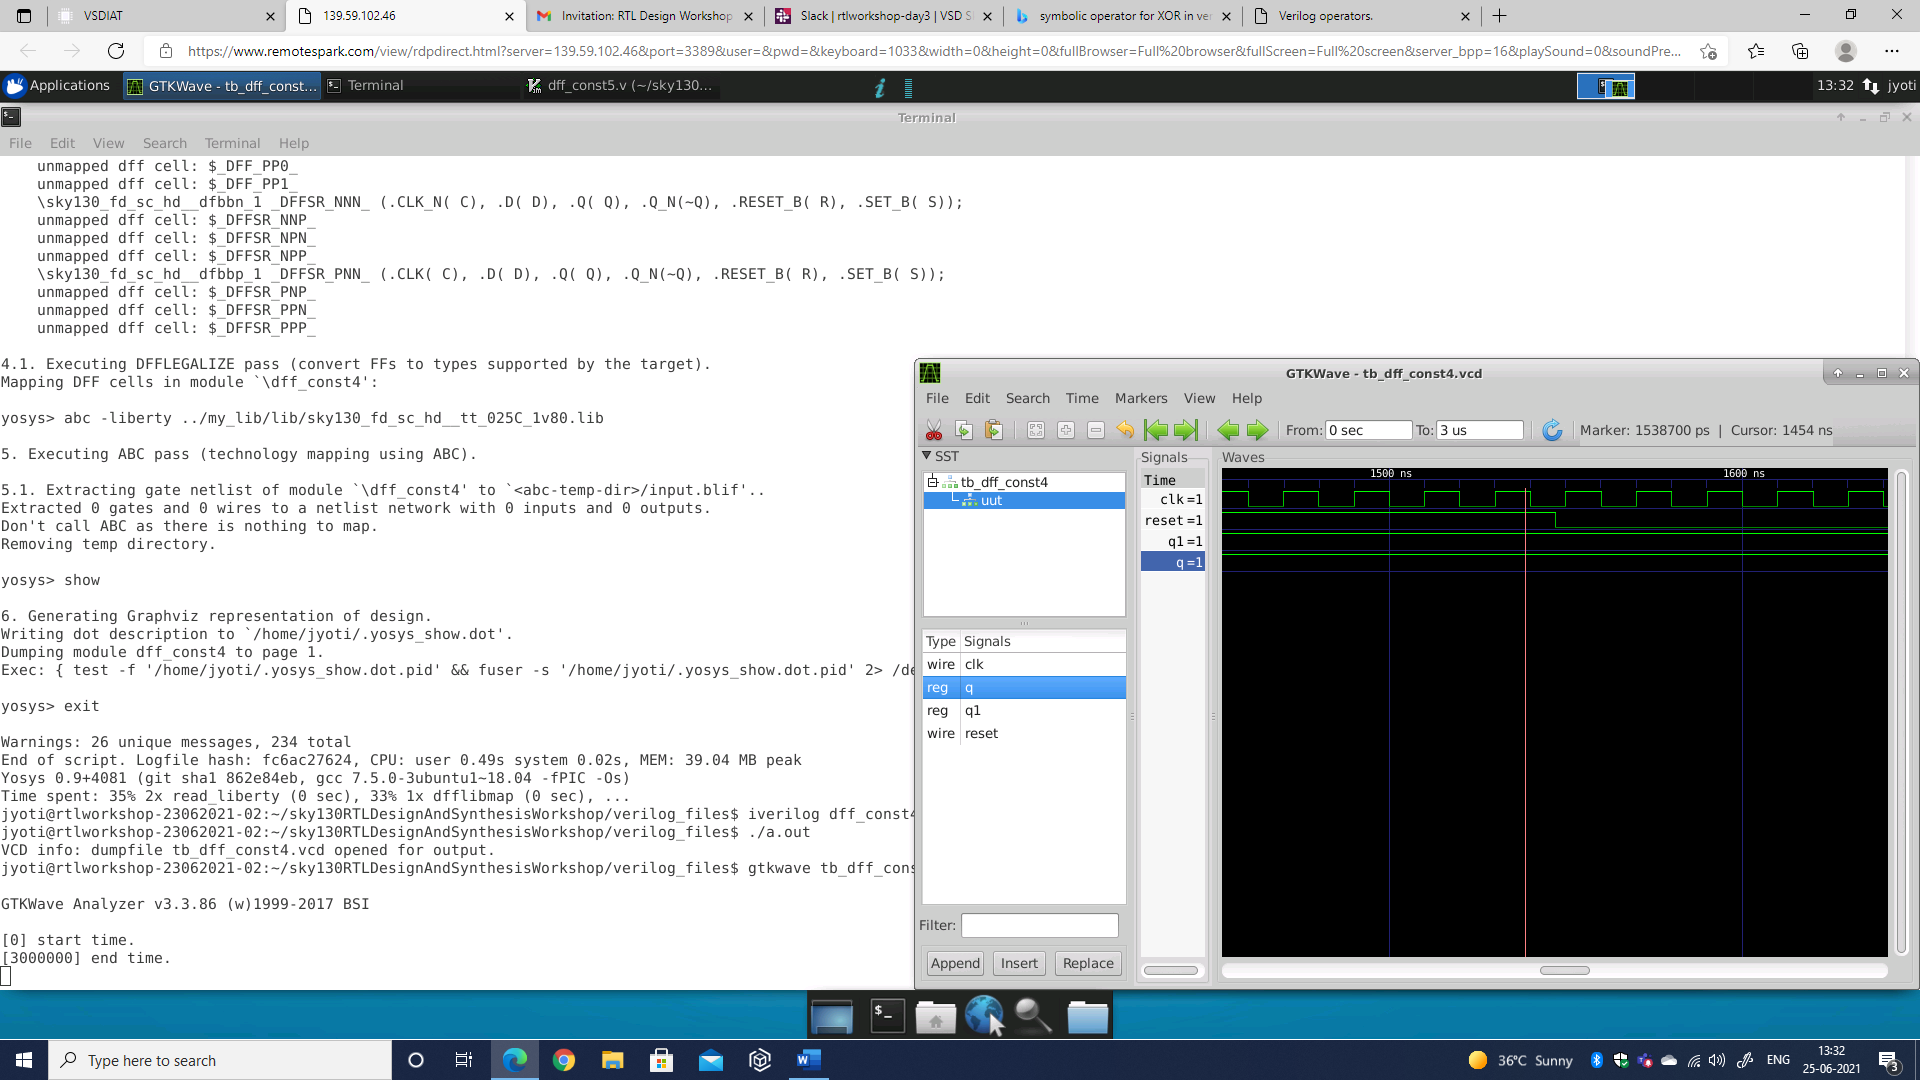 VSDIAT
139.59.102.46
Invitation: RTL Design Workshop
Slack | rtlworkshop-day3 | VSD S
symbolic operator for XOR in ver
Verilog operators.
https://www.remotespark.com/view/rdpdirect.html?server=139.59.102.46&port=3389&user=&pwd=&keyboard=1033&width=0&height=0&fullBrowser=Full%20browser&fullScreen=Full%20screen&server_bpp=16&playSound=0&soundPre...
Applications
GTKWave - tb_dff_const...
Terminal
dff_const5.v (~/sky130...
13:32
jyoti
Terminal
File Edit View Search Terminal Help
unmapped dff cell: $_DFF_PP0_
unmapped dff cell: $_DFF_PP1_
\sky130_fd_sc_hd__dfbbn_1 _DFFSR_NNN_ (.CLK_N( C), .D( D), .Q( Q), .Q_N(~Q), .RESET_B( R), .SET_B( S));
unmapped dff cell: $_DFFSR_NNP_
unmapped dff cell: $_DFFSR_NPN_
unmapped dff cell: $_DFFSR_NPP_
\sky130_fd_sc_hd__dfbbp_1 _DFFSR_PNN_ (.CLK( C), .D( D), .Q( Q), .Q_N(~Q), .RESET_B( R), .SET_B( S));
unmapped dff cell: $_DFFSR_PNP_
unmapped dff cell: $_DFFSR_PPN_
unmapped dff cell: $_DFFSR_PPP_
4.1. Executing DFFLEGALIZE pass (convert FFs to types supported by the target).
Mapping DFF cells in module `\dff_const4':
yosys> abc -liberty ../my_lib/lib/sky130_fd_sc_hd__tt_025C_1v80.lib
5. Executing ABC pass (technology mapping using ABC).
5.1. Extracting gate netlist of module `\dff_const4' to `<abc-temp-dir>/input.blif'..
Extracted 0 gates and 0 wires to a netlist network with 0 inputs and 0 outputs.
Don't call ABC as there is nothing to map.
Removing temp directory.
yosys> show
6. Generating Graphviz representation of design.
Writing dot description to `/home/jyoti/.yosys_show.dot'.
Dumping module dff_const4 to page 1.
Exec: { test -f '/home/jyoti/.yosys_show.dot.pid' && fuser -s '/home/jyoti/.yosys_show.dot.pid' 2> /de
yosys> exit
Warnings: 26 unique messages, 234 total
End of script. Logfile hash: fc6ac27624, CPU: user 0.49s system 0.02s, MEM: 39.04 MB peak
Yosys 0.9+4081 (git sha1 862e84eb, gcc 7.5.0-3ubuntu1~18.04 -fPIC -Os)
Time spent: 35% 2x read_liberty (0 sec), 33% 1x dfflibmap (0 sec), ...
jyoti@rtlworkshop-23062021-02:~/sky130RTLDesignAndSynthesisWorkshop/verilog_files$ iverilog dff_const4
jyoti@rtlworkshop-23062021-02:~/sky130RTLDesignAndSynthesisWorkshop/verilog_files$ ./a.out
VCD info: dumpfile tb_dff_const4.vcd opened for output.
jyoti@rtlworkshop-23062021-02:~/sky130RTLDesignAndSynthesisWorkshop/verilog_files$ gtkwave tb_dff_cons
GTKWave Analyzer v3.3.86 (w)1999-2017 BSI
[0] start time.
[3000000] end time.
GTKWave - tb_dff_const4.vcd
File Edit Search Time Markers View Help
From: 0 sec To: 3 us Marker: 1538700 ps | Cursor: 1454 ns
SST
tb_dff_const4
uut
Type Signals
wire clk
reg q
reg q1
wire reset
Filter:
Append Insert Replace
Signals
Time
clk=1
reset=1
q1=1
q=1
Waves
1500 ns 1600 ns
Type here to search
36°C Sunny
ENG
13:32
25-06-2021
3